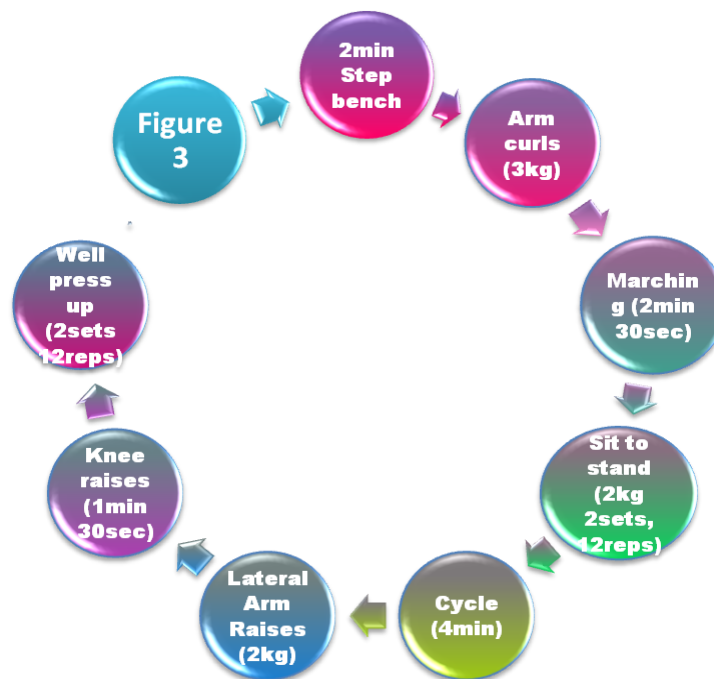 Figure
3
2min
Step
bench
Arm
curls
(3kg)
Marchin
g (2min
30sec)
Sit to
stand
(2kg
2sets,
12reps)
Cycle
(4min)
Lateral
Arm
Raises
(2kg)
Knee
raises
(1min
30sec)
Well
press
up
(2sets
12reps)